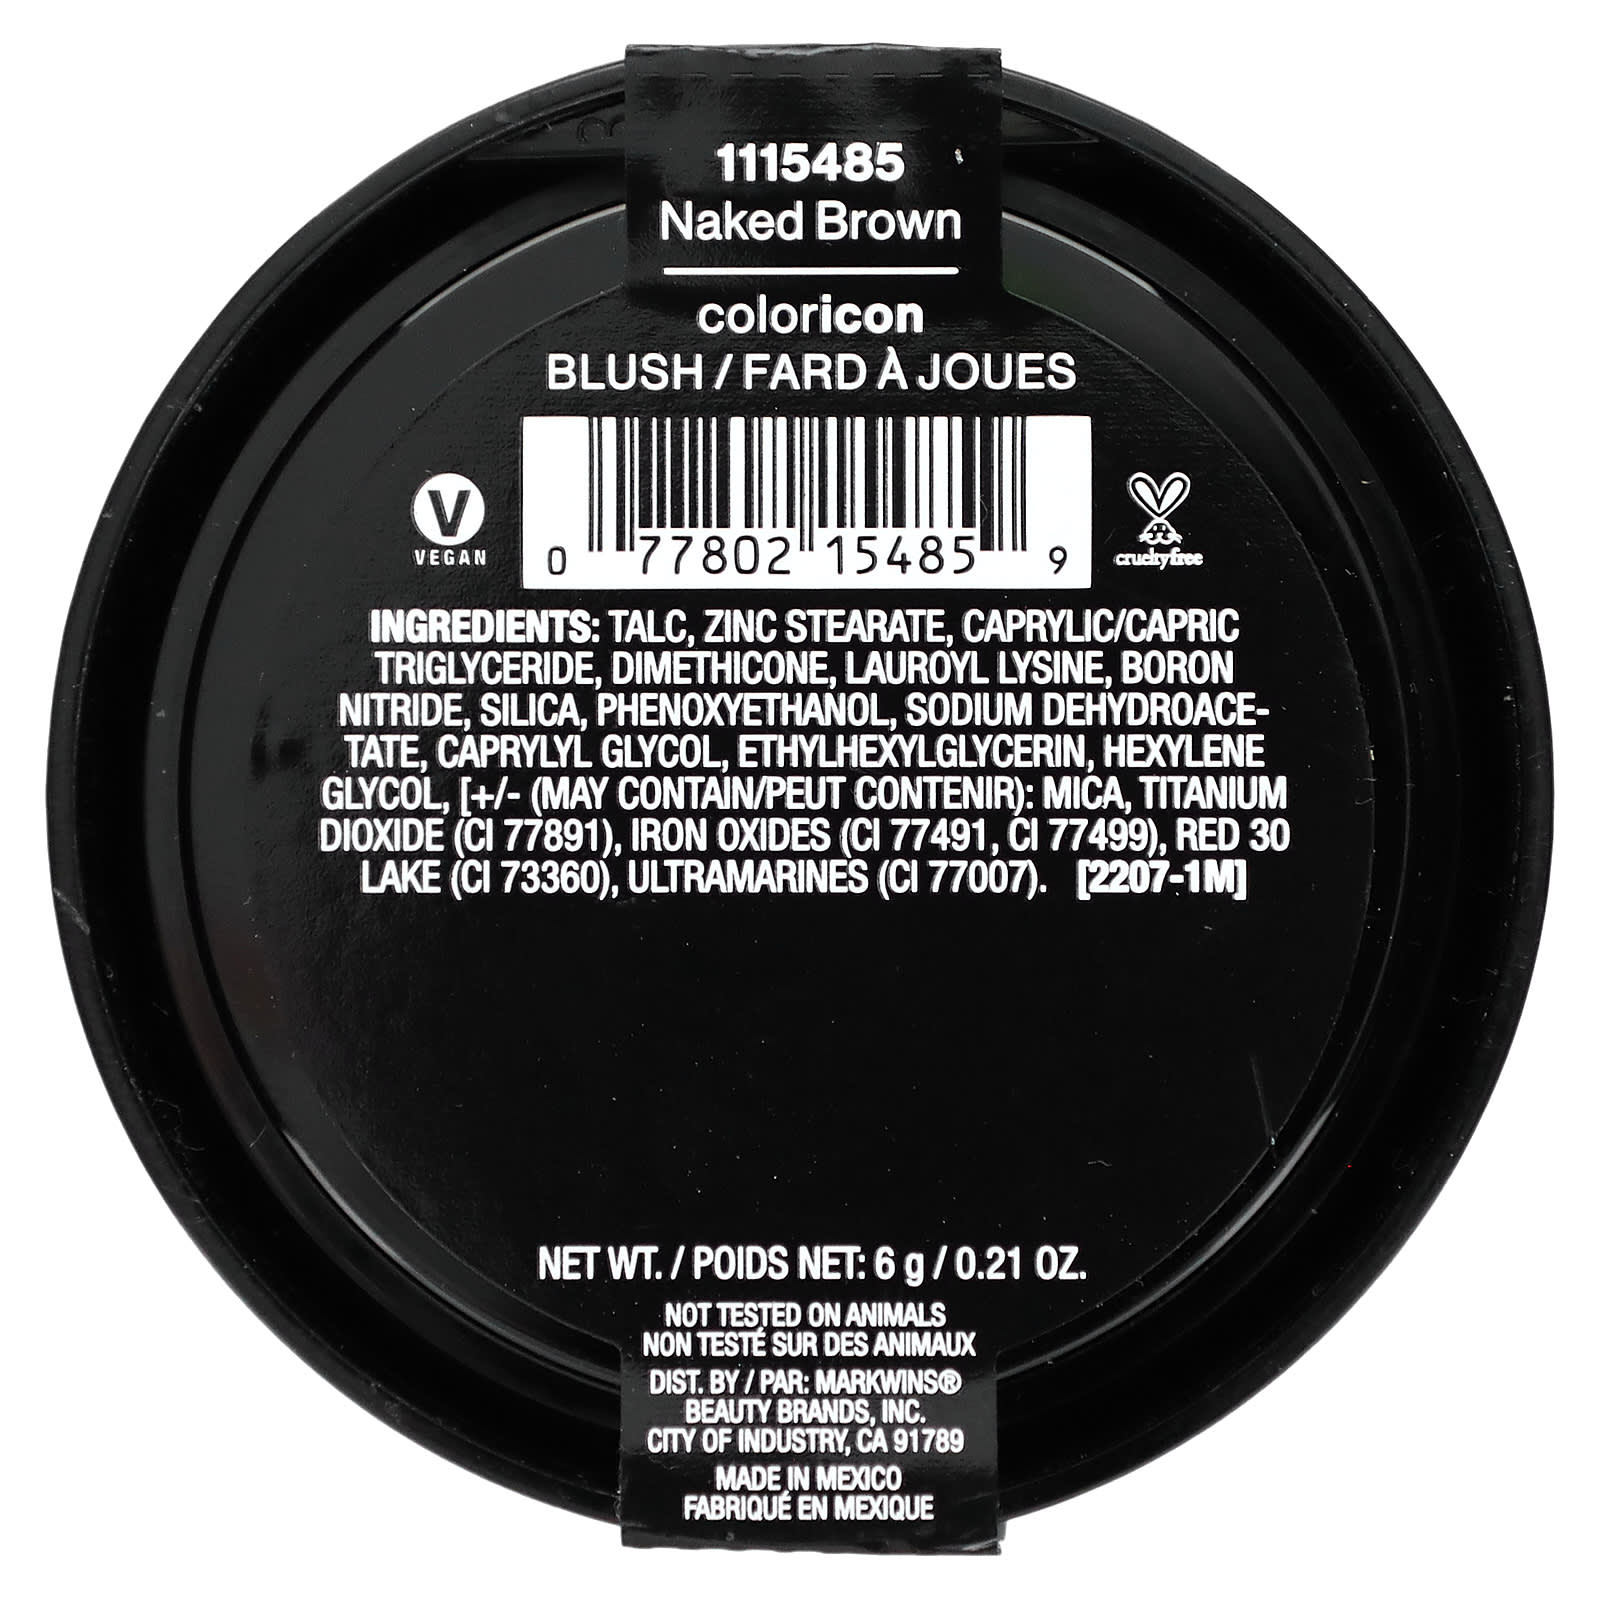 1115485
Naked Brown
coloricon
BLUSH / FARD À JOUES
VEGAN
0 77802 15485 9
crueltyfree
INGREDIENTS: TALC, ZINC STEARATE, CAPRYLIC/CAPRIC
TRIGLYCERIDE, DIMETHICONE, LAUROYL LYSINE, BORON
NITRIDE, SILICA, PHENOXYETHANOL, SODIUM DEHYDROACE-
TATE, CAPRYLYL GLYCOL, ETHYLHEXYLGLYCERIN, HEXYLENE
GLYCOL, [+/- (MAY CONTAIN/PEUT CONTENIR): MICA, TITANIUM
DIOXIDE (CI 77891), IRON OXIDES (CI 77491, CI 77499), RED 30
LAKE (CI 73360), ULTRAMARINES (CI 77007). [2207-1M]
NET WT. / POIDS NET: 6 g / 0.21 OZ.
NOT TESTED ON ANIMALS
NON TESTÉ SUR DES ANIMAUX
DIST. BY / PAR: MARKWINS®
BEAUTY BRANDS, INC.
CITY OF INDUSTRY, CA 91789
MADE IN MEXICO
FABRIQUÉ EN MEXIQUE